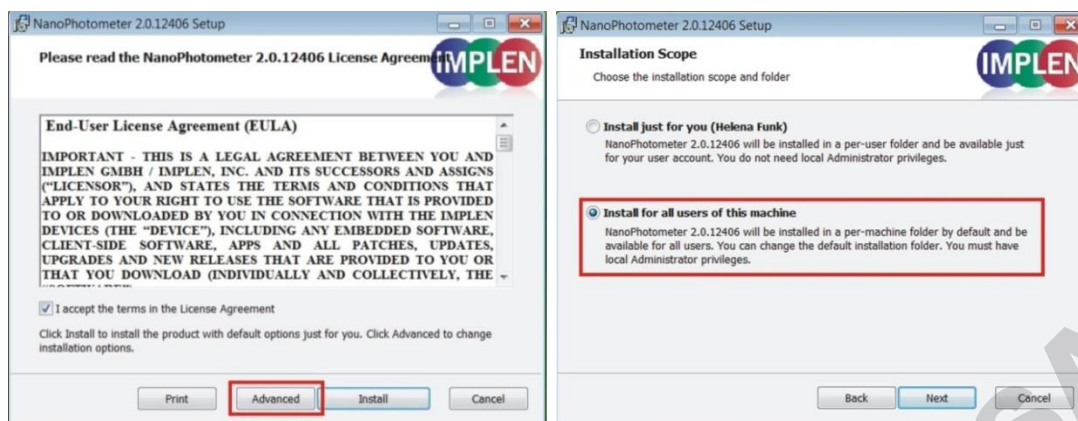 NanoPhotometer 2.0.12406 Setup
Please read the NanoPhotometer 2.0.12406 License Agreem
IMPLEN
End-User License Agreement (EULA)
IMPORTANT - THIS IS A LEGAL AGREEMENT BETWEEN YOU AND
IMPLEN GMBH / IMPLEN, INC. AND ITS SUCCESSORS AND ASSIGNS
("LICENSOR"), AND STATES THE TERMS AND CONDITIONS THAT
APPLY TO YOUR RIGHT TO USE THE SOFTWARE THAT IS PROVIDED
TO OR DOWNLOADED BY YOU IN CONNECTION WITH THE IMPLEN
DEVICES (THE "DEVICE"), INCLUDING ANY EMBEDDED SOFTWARE,
CLIENT-SIDE SOFTWARE, APPS AND ALL PATCHES, UPDATES,
UPGRADES AND NEW RELEASES THAT ARE PROVIDED TO YOU OR
THAT YOU DOWNLOAD (INDIVIDUALLY AND COLLECTIVELY, THE
I accept the terms in the License Agreement
Click Install to install the product with default options just for you. Click Advanced to change
installation options.
Print Advanced Install Cancel
NanoPhotometer 2.0.12406 Setup
Installation Scope
Choose the installation scope and folder
IMPLEN
Install just for you (Helena Funk)
NanoPhotometer 2.0.12406 will be installed in a per-user folder and be available just
for your user account. You do not need local Administrator privileges.
Install for all users of this machine
NanoPhotometer 2.0.12406 will be installed in a per-machine folder by default and be
available for all users. You can change the default installation folder. You must have
local Administrator privileges.
Back Next Cancel